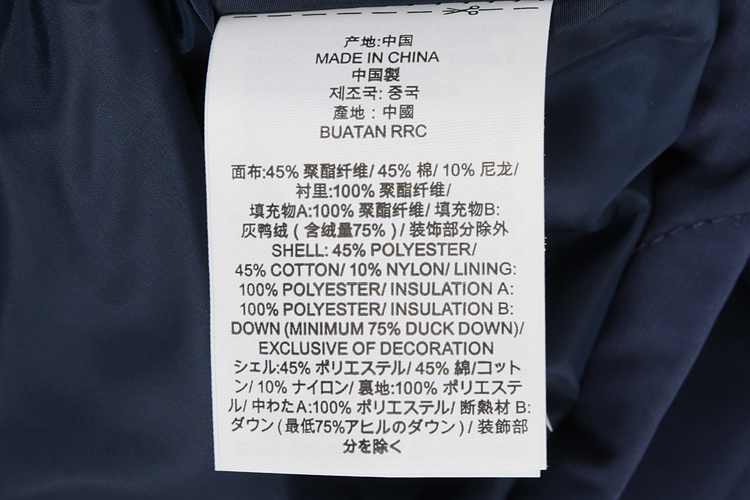 产地:中国
MADE IN CHINA
中国製
제조국: 중국
產地：中國
BUATAN RRC
面布:45% 聚酯纤维/ 45% 棉/ 10% 尼龙/
衬里:100% 聚酯纤维/
填充物A:100% 聚酯纤维/ 填充物B:
灰鸭绒 ( 含绒量75% ) / 装饰部分除外
SHELL: 45% POLYESTER/
45% COTTON/ 10% NYLON/ LINING:
100% POLYESTER/ INSULATION A:
100% POLYESTER/ INSULATION B:
DOWN (MINIMUM 75% DUCK DOWN)/
EXCLUSIVE OF DECORATION
シェル:45% ポリエステル/ 45% 綿/コット
ン/ 10% ナイロン/ 裏地:100% ポリエステ
ル/ 中わたA:100% ポリエステル/ 断熱材 B:
ダウン ( 最低75%アヒルのダウン) / 装飾部
分を除く